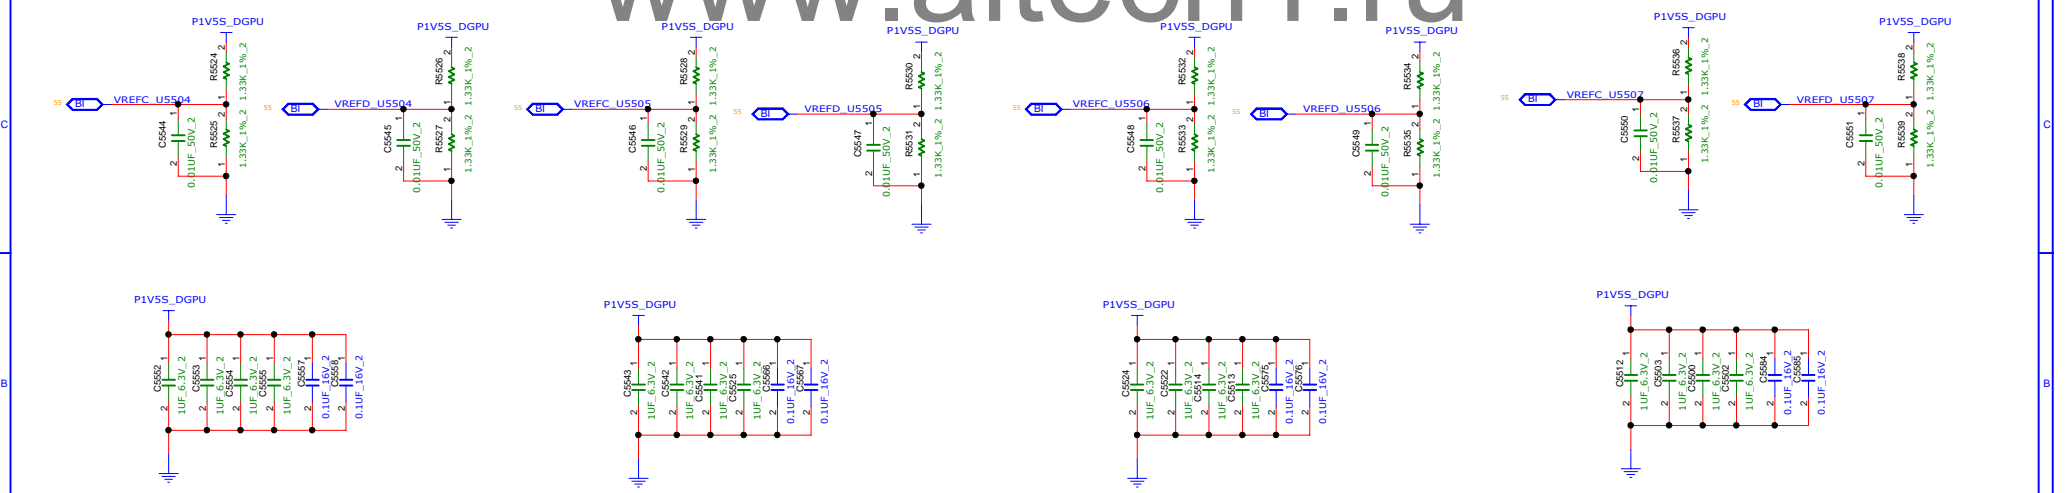 www.aitech1.ru
P1V5S_DGPU
R5524
1.33K_1%_2
SS BI VREFC_U5504
C5544
0.01UF_50V_2
R5525
1.33K_1%_2
P1V5S_DGPU
R5526
1.33K_1%_2
SS BI VREFD_U5504
C5545
0.01UF_50V_2
R5527
1.33K_1%_2
P1V5S_DGPU
R5528
1.33K_1%_2
SS BI VREFC_U5505
C5546
0.01UF_50V_2
R5529
1.33K_1%_2
P1V5S_DGPU
R5530
1.33K_1%_2
SS BI VREFD_U5505
C5547
0.01UF_50V_2
R5531
1.33K_1%_2
P1V5S_DGPU
R5532
1.33K_1%_2
SS BI VREFC_U5506
C5548
0.01UF_50V_2
R5533
1.33K_1%_2
P1V5S_DGPU
R5534
1.33K_1%_2
SS BI VREFD_U5506
C5549
0.01UF_50V_2
R5535
1.33K_1%_2
P1V5S_DGPU
R5536
1.33K_1%_2
SS BI VREFC_U5507
C5550
0.01UF_50V_2
R5537
1.33K_1%_2
P1V5S_DGPU
R5538
1.33K_1%_2
SS BI VREFD_U5507
C5551
0.01UF_50V_2
R5539
1.33K_1%_2
C
C
P1V5S_DGPU
C5552
1UF_6.3V_2
C5553
1UF_6.3V_2
C5554
1UF_6.3V_2
C5555
1UF_6.3V_2
C5557
0.1UF_16V_2
C5558
0.1UF_16V_2
P1V5S_DGPU
C5543
1UF_6.3V_2
C5542
1UF_6.3V_2
C5541
1UF_6.3V_2
C5525
1UF_6.3V_2
C5566
0.1UF_16V_2
C5567
0.1UF_16V_2
P1V5S_DGPU
C5524
1UF_6.3V_2
C5522
1UF_6.3V_2
C5514
1UF_6.3V_2
C5513
1UF_6.3V_2
C5575
0.1UF_16V_2
C5576
0.1UF_16V_2
P1V5S_DGPU
C5512
1UF_6.3V_2
C5503
1UF_6.3V_2
C5500
1UF_6.3V_2
C5502
1UF_6.3V_2
C5584
0.1UF_16V_2
C5585
0.1UF_16V_2
B
B